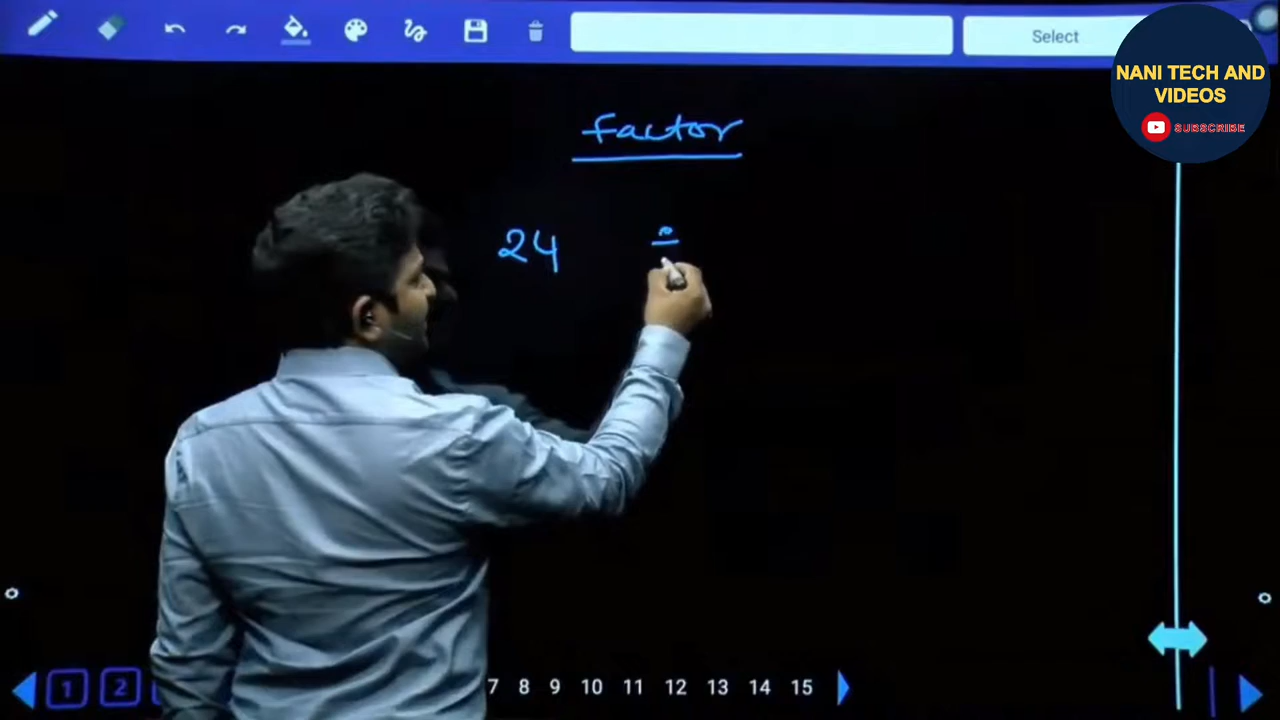 Select
NANI TECH AND
VIDEOS
SUBSCRIBE
Factor
24 ÷
1 2 7 8 9 10 11 12 13 14 15